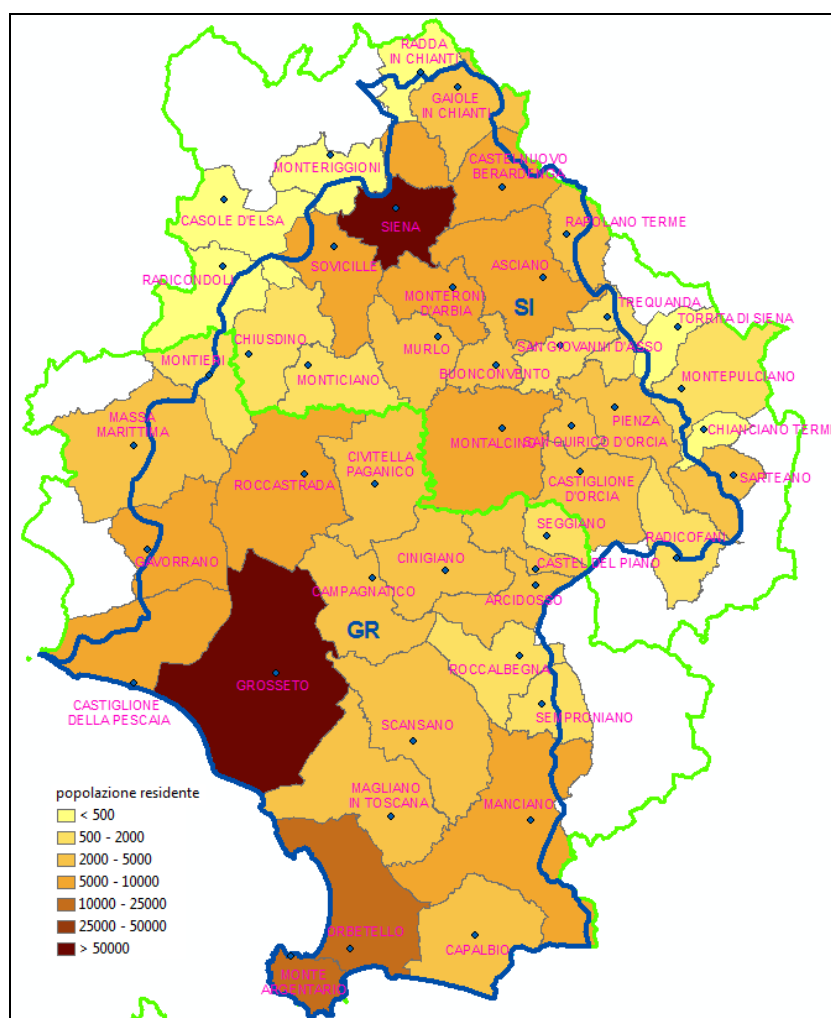 RADDA
IN CHIANTI
GAIOLE
IN CHIANTI
MONTERIGGIONI
CASTELNUOVO
BERARDENGA
CASOLE D'ELSA
SIENA
RAPOLANO TERME
SOVICILLE
RADICONDOLI
ASCIANO
MONTERONI
D'ARBIA
SI
TREQUANDA
TORRITA DI SIENA
CHIUSDINO
MURLO
SAN GIOVANNI D'ASSO
MONTIERI
MONTICIANO
BUONCONVENTO
MONTEPULCIANO
MASSA
MARITTIMA
PIENZA
CHIANCIANO TERME
MONTALCINO
SAN QUIRICO D'ORCIA
CIVITELLA
PAGANICO
ROCCASTRADA
CASTIGLIONE
D'ORCIA
SARTEANO
SEGGIANO
RADICOFANI
GAVORRANO
CINIGIANO
CASTEL DEL PIANO
CAMPAGNATICO
ARCIDOSSO
GR
ROCCALBEGNA
GROSSETO
CASTIGLIONE
DELLA PESCAIA
SEMPRONIANO
SCANSANO
MAGLIANO
IN TOSCANA
MANCIANO
popolazione residente
< 500
500 - 2000
2000 - 5000
5000 - 10000
10000 - 25000
25000 - 50000
> 50000
ORBETELLO
CAPALBIO
MONTE
ARGENTARIO